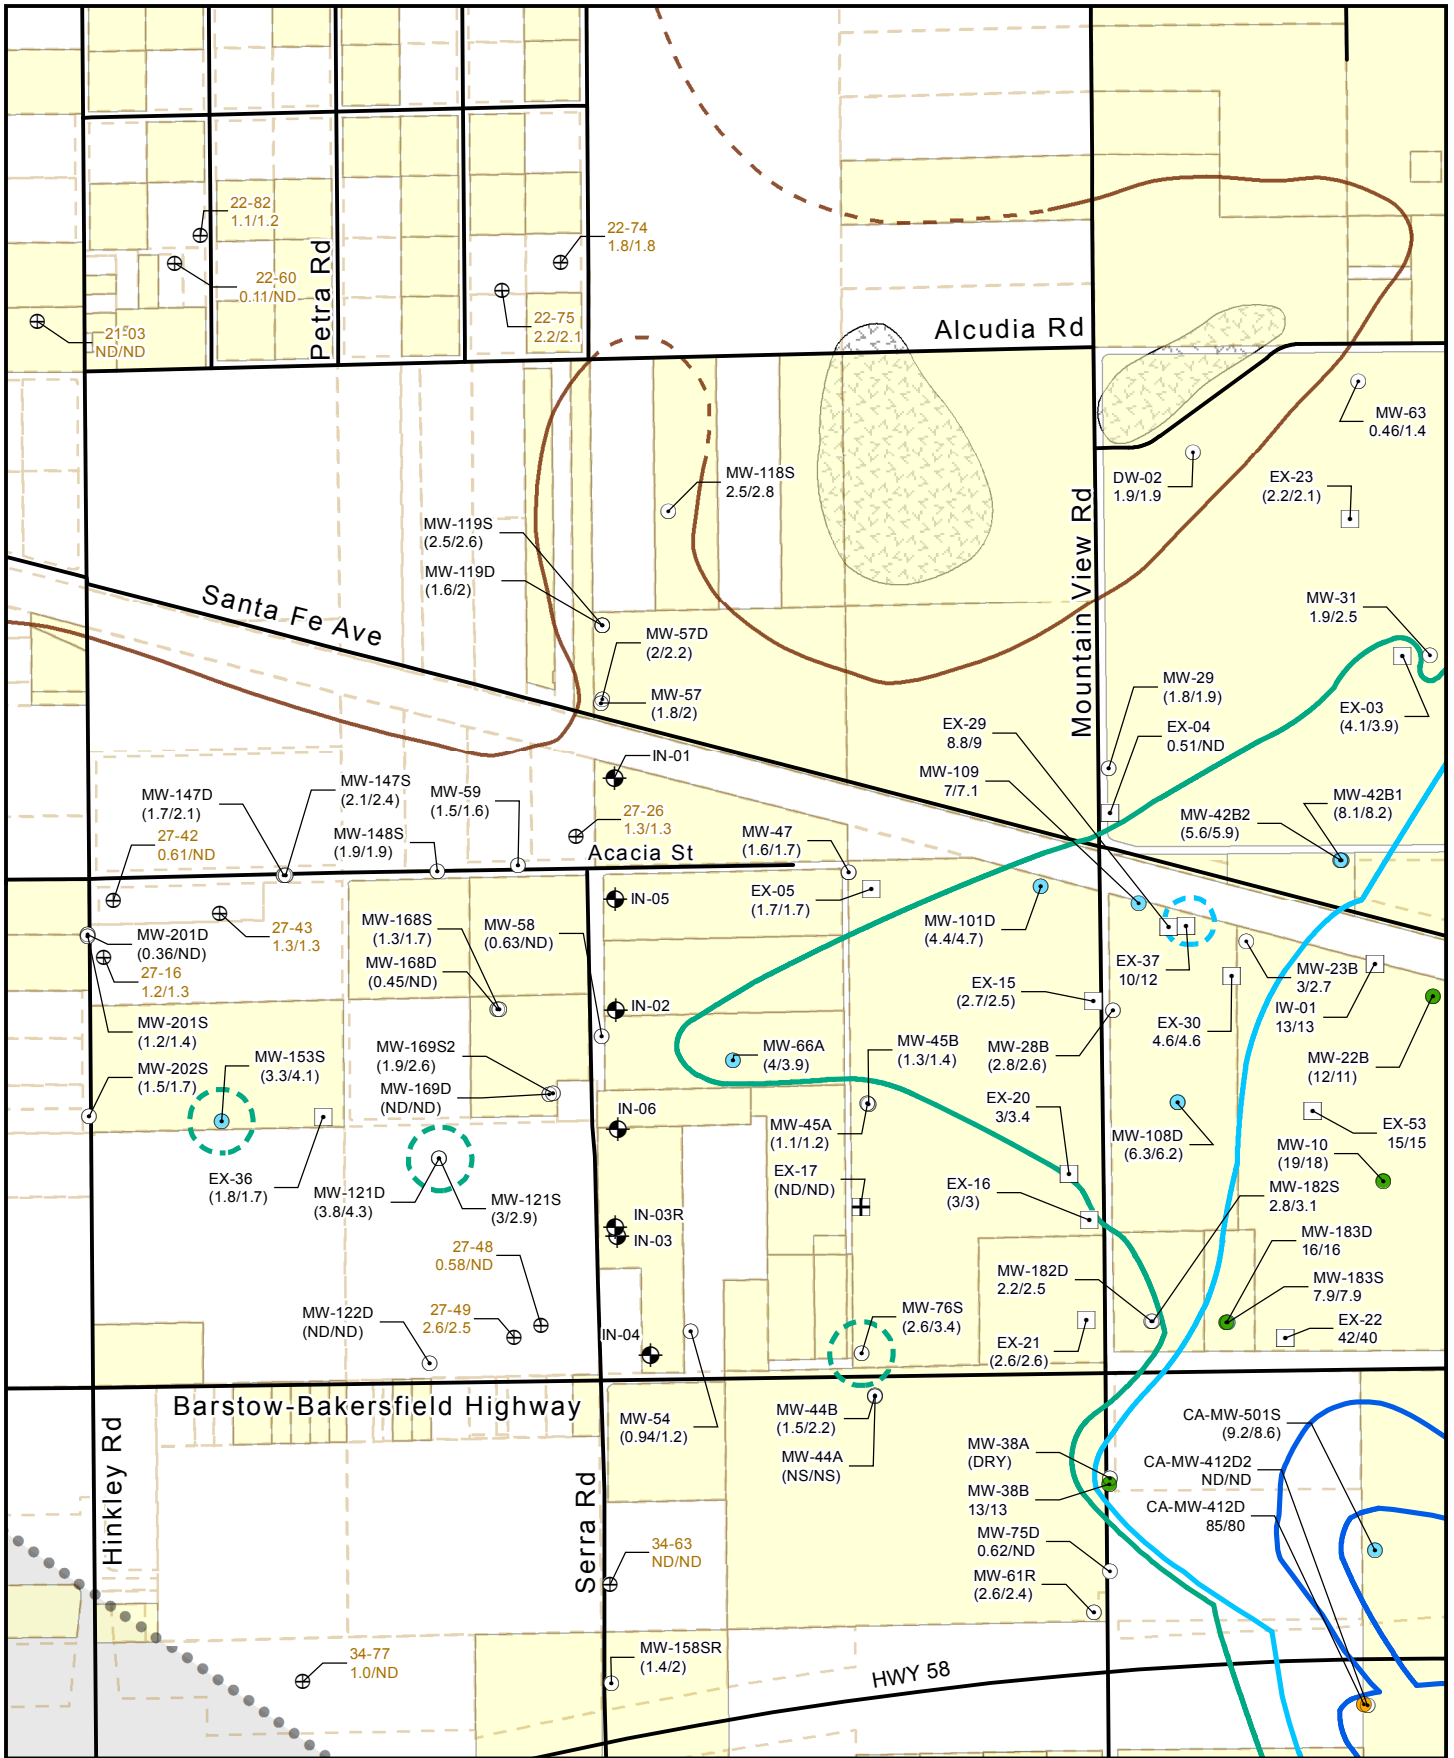 22-82
1.1/1.2
22-74
1.8/1.8
22-60
0.11/ND
Petra Rd
21-03
ND/ND
22-75
2.2/2.1
Alcudia Rd
MW-63
0.46/1.4
MW-118S
2.5/2.8
DW-02
1.9/1.9
EX-23
(2.2/2.1)
Mountain View Rd
MW-119S
(2.5/2.6)
MW-119D
(1.6/2)
Santa Fe Ave
MW-31
1.9/2.5
MW-57D
(2/2.2)
MW-57
(1.8/2)
MW-29
(1.8/1.9)
EX-03
(4.1/3.9)
EX-29
8.8/9
EX-04
0.51/ND
IN-01
MW-109
7/7.1
MW-147D
(1.7/2.1)
MW-147S
(2.1/2.4)
MW-59
(1.5/1.6)
MW-42B1
(8.1/8.2)
MW-42B2
(5.6/5.9)
27-42
0.61/ND
MW-148S
(1.9/1.9)
27-26
1.3/1.3
MW-47
(1.6/1.7)
Acacia St
EX-05
(1.7/1.7)
IN-05
MW-101D
(4.4/4.7)
27-43
1.3/1.3
MW-168S
(1.3/1.7)
MW-58
(0.63/ND)
MW-201D
(0.36/ND)
MW-168D
(0.45/ND)
27-16
1.2/1.3
EX-37
10/12
MW-23B
3/2.7
EX-15
(2.7/2.5)
IN-02
IW-01
13/13
MW-201S
(1.2/1.4)
EX-30
4.6/4.6
MW-202S
(1.5/1.7)
MW-153S
(3.3/4.1)
MW-169S2
(1.9/2.6)
MW-66A
(4/3.9)
MW-45B
(1.3/1.4)
MW-28B
(2.8/2.6)
MW-22B
(12/11)
MW-169D
(ND/ND)
IN-06
EX-20
3/3.4
MW-45A
(1.1/1.2)
MW-108D
(6.3/6.2)
EX-53
15/15
MW-10
(19/18)
EX-36
(1.8/1.7)
MW-121D
(3.8/4.3)
MW-121S
(3/2.9)
EX-17
(ND/ND)
EX-16
(3/3)
MW-182S
2.8/3.1
IN-03R
IN-03
27-48
0.58/ND
MW-183D
16/16
MW-182D
2.2/2.5
MW-183S
7.9/7.9
MW-122D
(ND/ND)
27-49
2.6/2.5
IN-04
MW-76S
(2.6/3.4)
EX-21
(2.6/2.6)
EX-22
42/40
Barstow-Bakersfield Highway
MW-54
(0.94/1.2)
MW-44B
(1.5/2.2)
MW-44A
(NS/NS)
CA-MW-501S
(9.2/8.6)
MW-38A
(DRY)
CA-MW-412D2
ND/ND
MW-38B
13/13
CA-MW-412D
85/80
Hinkley Rd
Serra Rd
34-63
ND/ND
MW-75D
0.62/ND
MW-61R
(2.6/2.4)
34-77
1.0/ND
MW-158SR
(1.4/2)
HWY 58